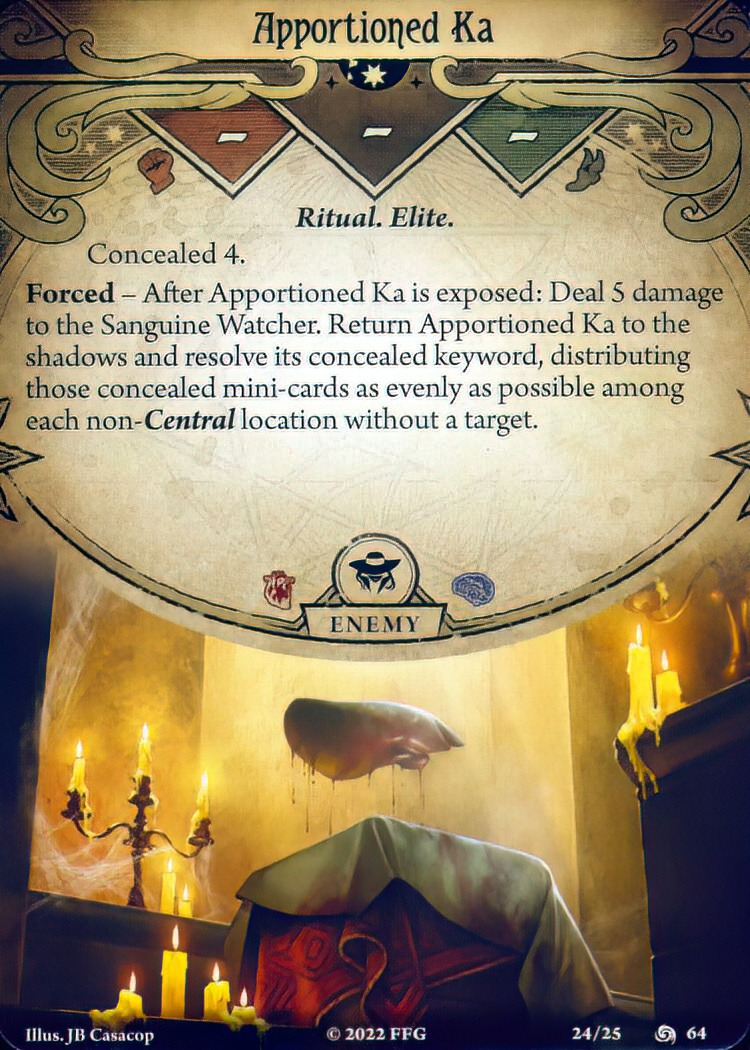 Apportioned Ka
- - -
Ritual. Elite.
Concealed 4.
Forced – After Apportioned Ka is exposed: Deal 5 damage
to the Sanguine Watcher. Return Apportioned Ka to the
shadows and resolve its concealed keyword, distributing
those concealed mini-cards as evenly as possible among
each non-Central location without a target.
ENEMY
Illus. JB Casacop © 2022 FFG 24/25 64